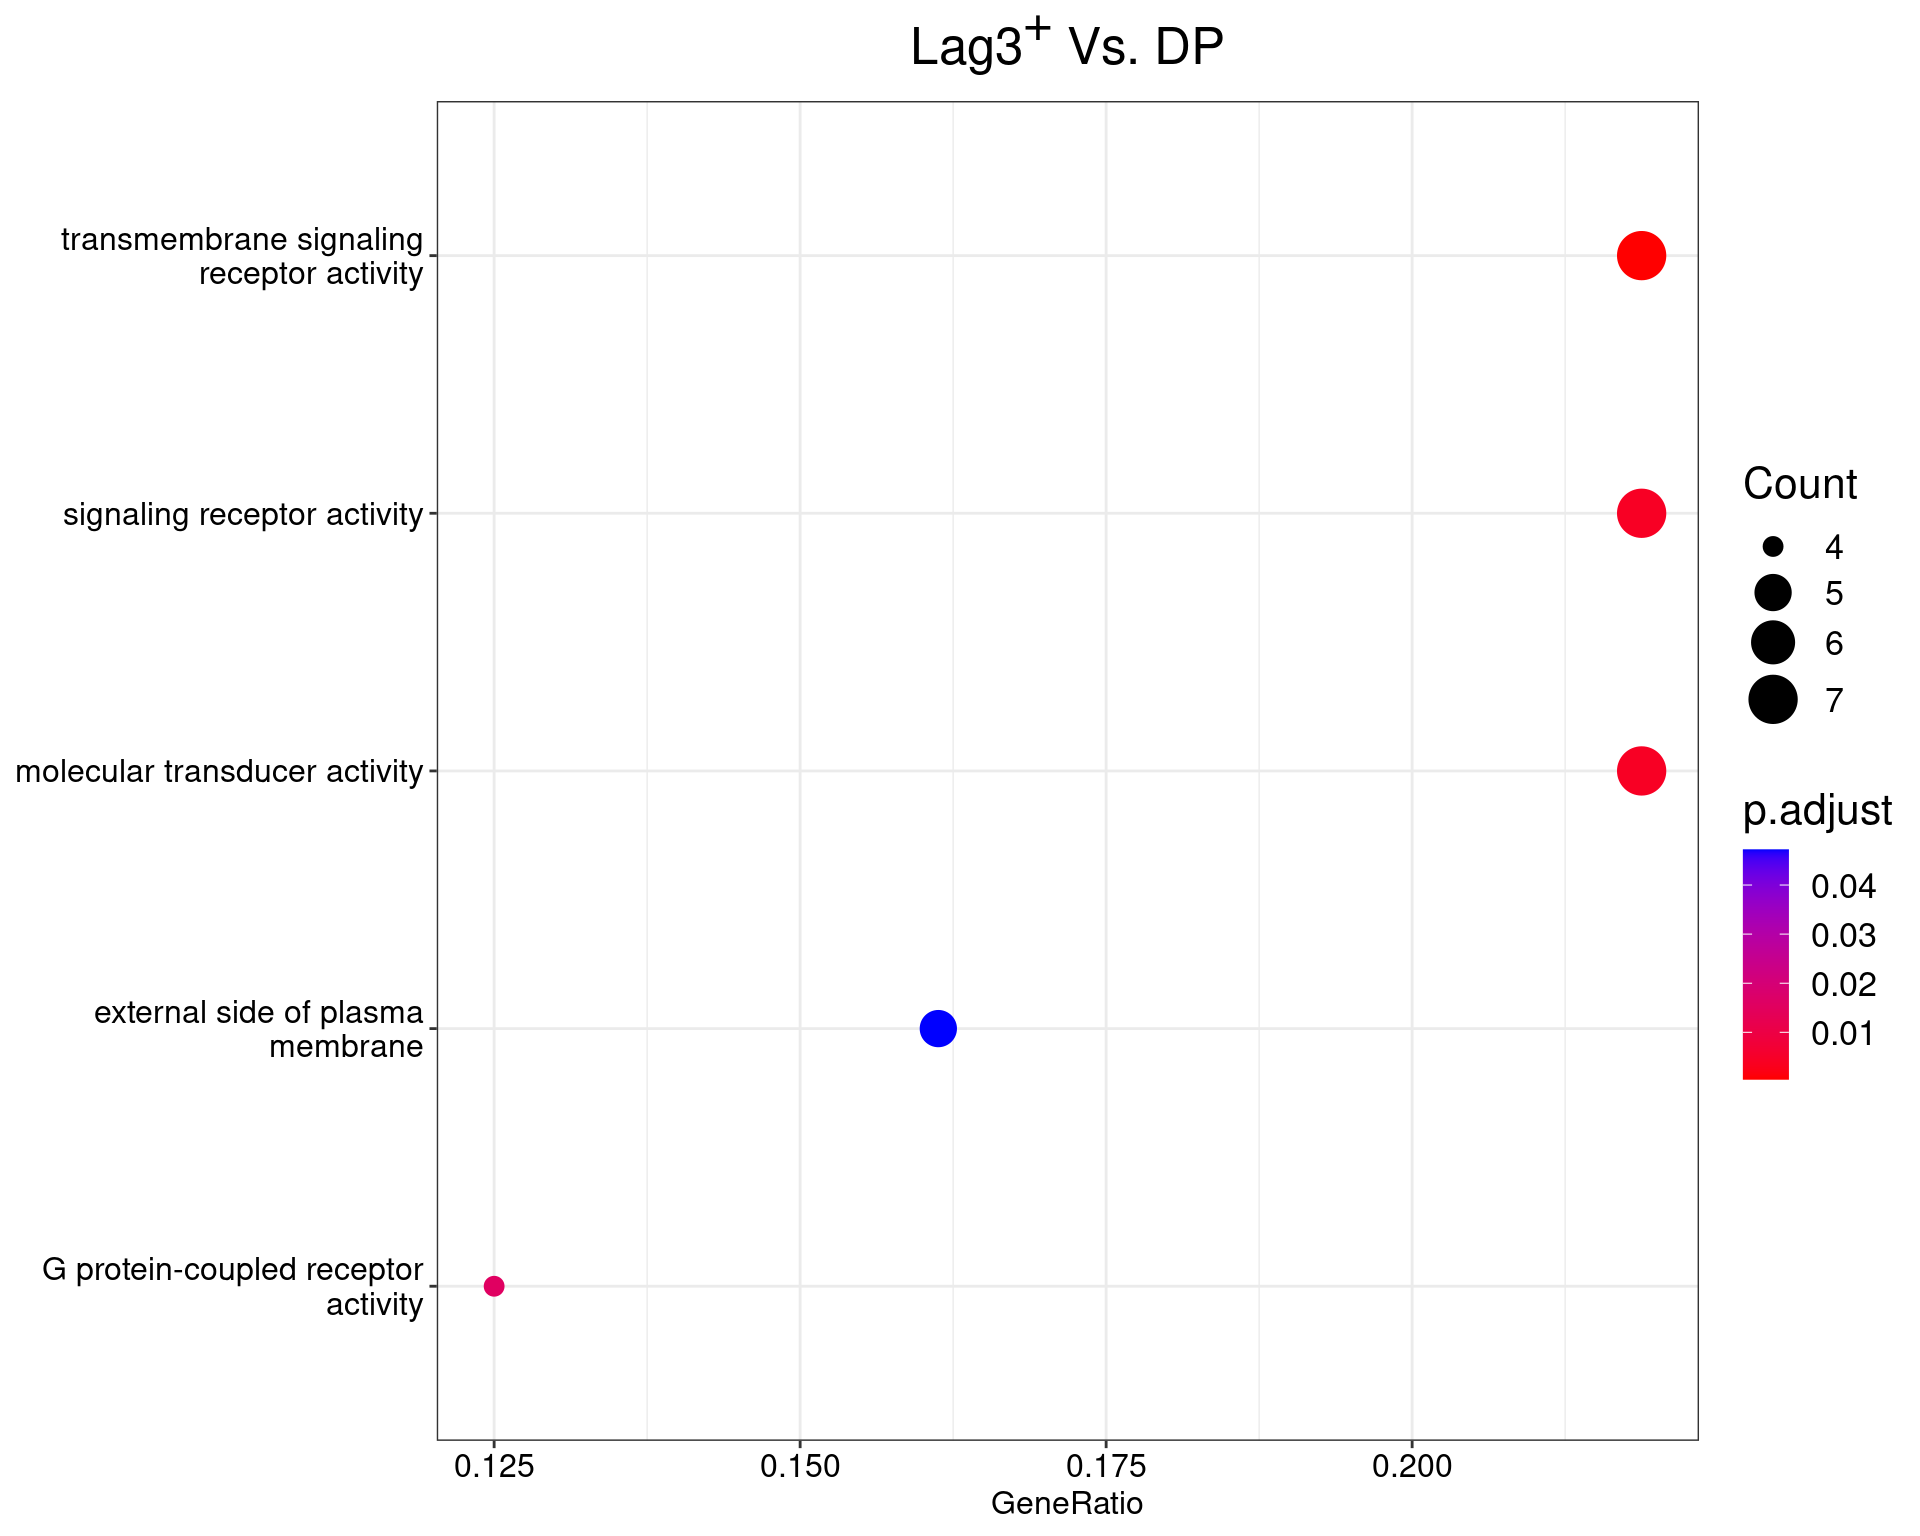 Lag3⁺ Vs. DP
transmembrane signaling
receptor activity
signaling receptor activity
molecular transducer activity
external side of plasma
membrane
G protein-coupled receptor
activity
0.125 0.150 0.175 0.200
GeneRatio
Count
4
5
6
7
p.adjust
0.04
0.03
0.02
0.01